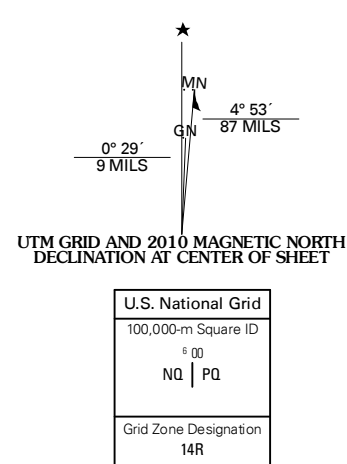 ★
MN
4° 53´
87 MILS
GN
0° 29´
9 MILS
UTM GRID AND 2010 MAGNETIC NORTH
DECLINATION AT CENTER OF SHEET
U.S. National Grid
100,000-m Square ID
6 00
NQ PQ
Grid Zone Designation
14R